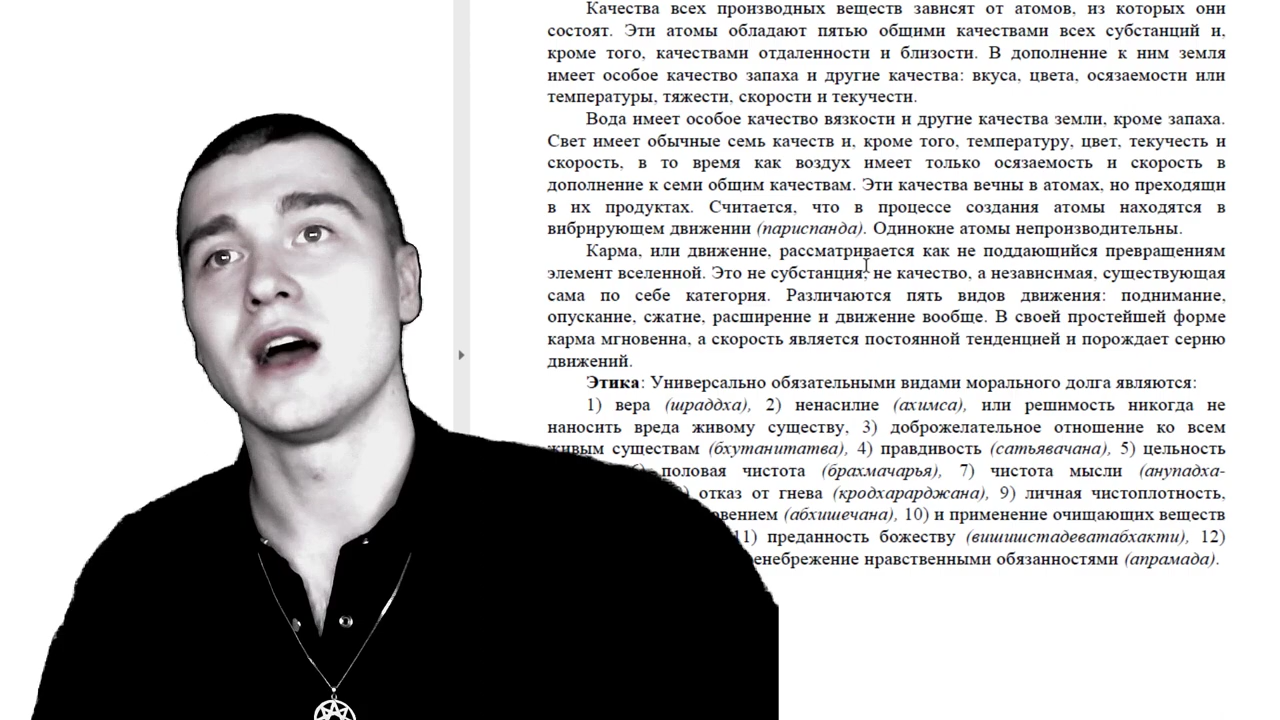 Качества всех производных веществ зависят от атомов, из которых они
состоят. Эти атомы обладают пятью общими качествами всех субстанций и,
кроме того, качествами отдаленности и близости. В дополнение к ним земля
имеет особое качество запаха и другие качества: вкуса, цвета, осязаемости или
температуры, тяжести, скорости и текучести.
Вода имеет особое качество вязкости и другие качества земли, кроме запаха.
Свет имеет обычные семь качеств и, кроме того, температуру, цвет, текучесть и
скорость, в то время как воздух имеет только осязаемость и скорость в
дополнение к семи общим качествам. Эти качества вечны в атомах, но преходящи
в их продуктах. Считается, что в процессе создания атомы находятся в
вибрирующем движении (париспанда). Одинокие атомы непроизводительны.
Карма, или движение, рассматривается как не поддающийся превращениям
элемент вселенной. Это не субстанция, не качество, а независимая, существующая
сама по себе категория. Различаются пять видов движения: поднимание,
опускание, сжатие, расширение и движение вообще. В своей простейшей форме
карма мгновенна, а скорость является постоянной тенденцией и порождает серию
движений.
Этика: Универсально обязательными видами морального долга являются:
1) вера (шраддха), 2) ненасилие (ахимса), или решимость никогда не
наносить вреда живому существу, 3) доброжелательное отношение ко всем
живым существам (бхутанитатва), 4) правдивость (сатьявачана), 5) цельность
6) половая чистота (брахмачарья), 7) чистота мысли (анупадха-
отказ от гнева (кродхарарджана), 9) личная чистоплотность,
овением (абхишечана), 10) и применение очищающих веществ
11) преданность божеству (вишишстадеватабхакти), 12)
енебрежение нравственными обязанностями (апрамада).